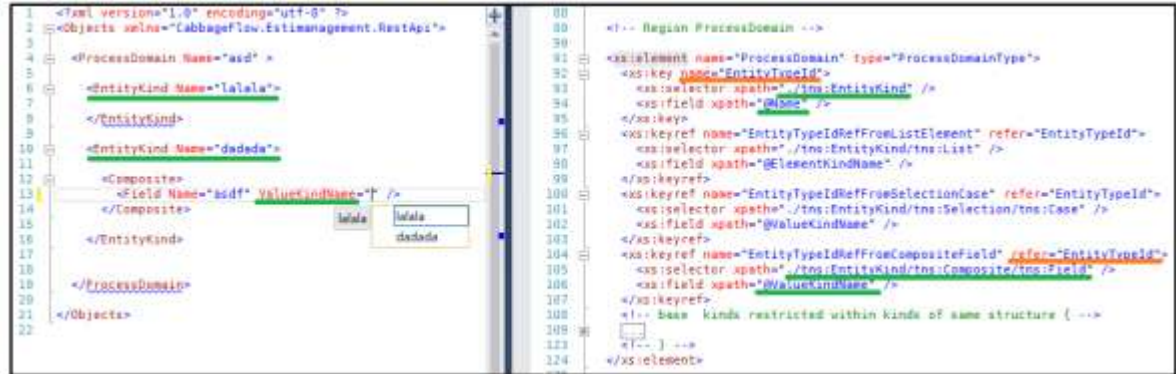 1 <?xml version="1.0" encoding="utf-8" ?>
2 <Objects xmlns="CabbageFlow.Estimanagement.RestApi">
3
4 <ProcessDomain Name="asd" >
5
6 <EntityKind Name="lalala">
7
8 </EntityKind>
9
10 <EntityKind Name="dadada">
11
12 <Composite>
13 <Field Name="asdf" ValueKindName="" />
14 </Composite>
lalala
lalala
dadada
15
16 </EntityKind>
17
18
19 </ProcessDomain>
20
21 </Objects>
22
88
89 <!-- Region ProcessDomain -->
90
91 <xs:element name="ProcessDomain" type="ProcessDomainType">
92 <xs:key name="EntityTypeId">
93 <xs:selector xpath="./tns:EntityKind" />
94 <xs:field xpath="@Name" />
95 </xs:key>
96 <xs:keyref name="EntityTypeIdRefFromListElement" refer="EntityTypeId">
97 <xs:selector xpath="./tns:EntityKind/tns:List" />
98 <xs:field xpath="@ElementKindName" />
99 </xs:keyref>
100 <xs:keyref name="EntityTypeIdRefFromSelectionCase" refer="EntityTypeId">
101 <xs:selector xpath="./tns:EntityKind/tns:Selection/tns:Case" />
102 <xs:field xpath="@ValueKindName" />
103 </xs:keyref>
104 <xs:keyref name="EntityTypeIdRefFromCompositeField" refer="EntityTypeId">
105 <xs:selector xpath="./tns:EntityKind/tns:Composite/tns:Field" />
106 <xs:field xpath="@ValueKindName" />
107 </xs:keyref>
108 <!-- base kinds restricted within kinds of same structure { -->
109 ...
123 <!-- } -->
124 </xs:element>